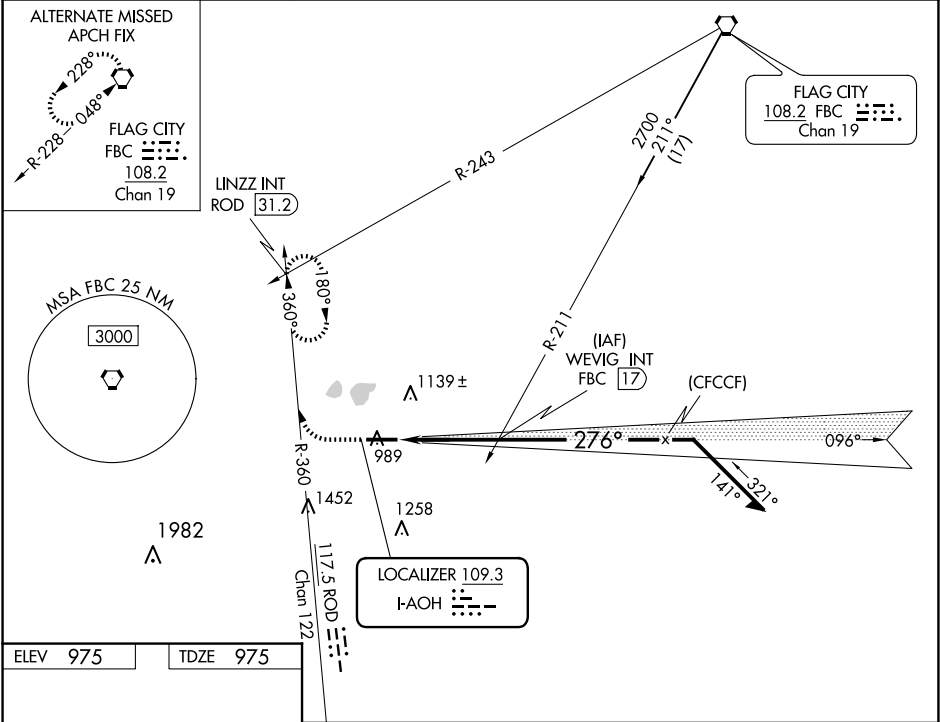 ALTERNATE MISSED
APCH FIX
228°
048°
R-228
FLAG CITY
FBC
108.2
Chan 19
FLAG CITY
108.2 FBC
Chan 19
2700
211°
(17)
R-243
LINZZ INT
ROD 31.2
180°
360°
MSA FBC 25 NM
3000
R-211
(IAF)
WEVIG INT
FBC 17
(CFCCF)
1139 ±
276°
096°
989
141°
321°
R-360
1452
1258
1982
117.5 ROD
Chan 122
LOCALIZER 109.3
I-AOH
ELEV 975
TDZE 975